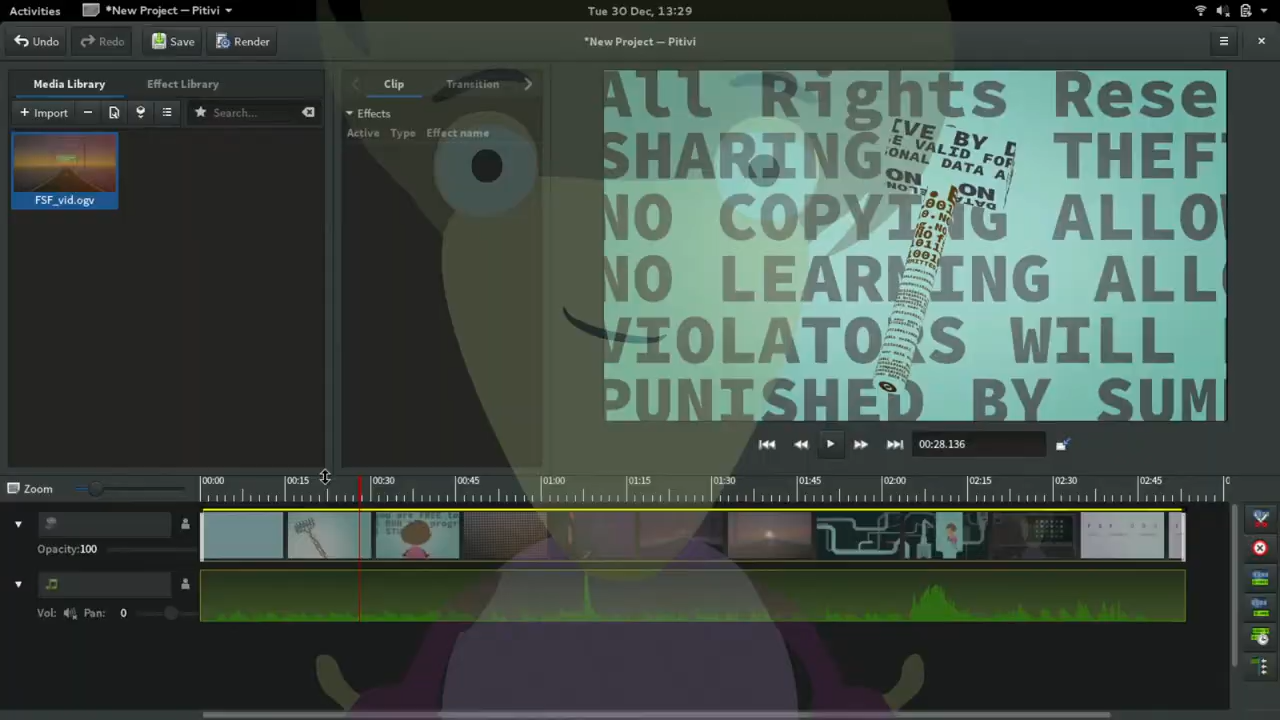 Activities
*New Project — Pitivi
Tue 30 Dec, 13:29
Undo
Redo
Save
Render
*New Project — Pitivi
Media Library
Effect Library
Import
Search...
FSF_vid.ogv
Clip
Transition
Effects
Active Type Effect name
All Rights Rese
SHARING THEFT
NO COPYING ALLOW
NO LEARNING ALLO
VIOLATORS WILL
PUNISHED BY SUM
00:28.136
Zoom
00:00 00:15 00:30 00:45 01:00 01:15 01:30 01:45 02:00 02:15 02:30 02:45
Opacity:100
Vol: Pan: 0